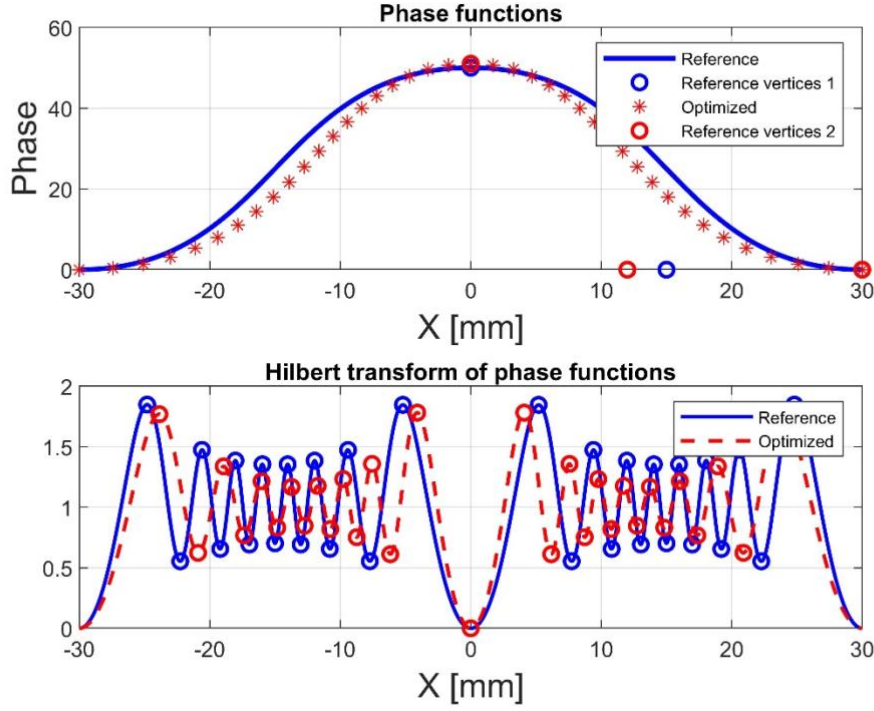 Phase functions
60
40
20
0
Phase
Reference
Reference vertices 1
Optimized
Reference vertices 2
-30
-20
-10
0
10
20
30
X [mm]
Hilbert transform of phase functions
2
1.5
1
0.5
0
Reference
Optimized
-30
-20
-10
0
10
20
30
X [mm]